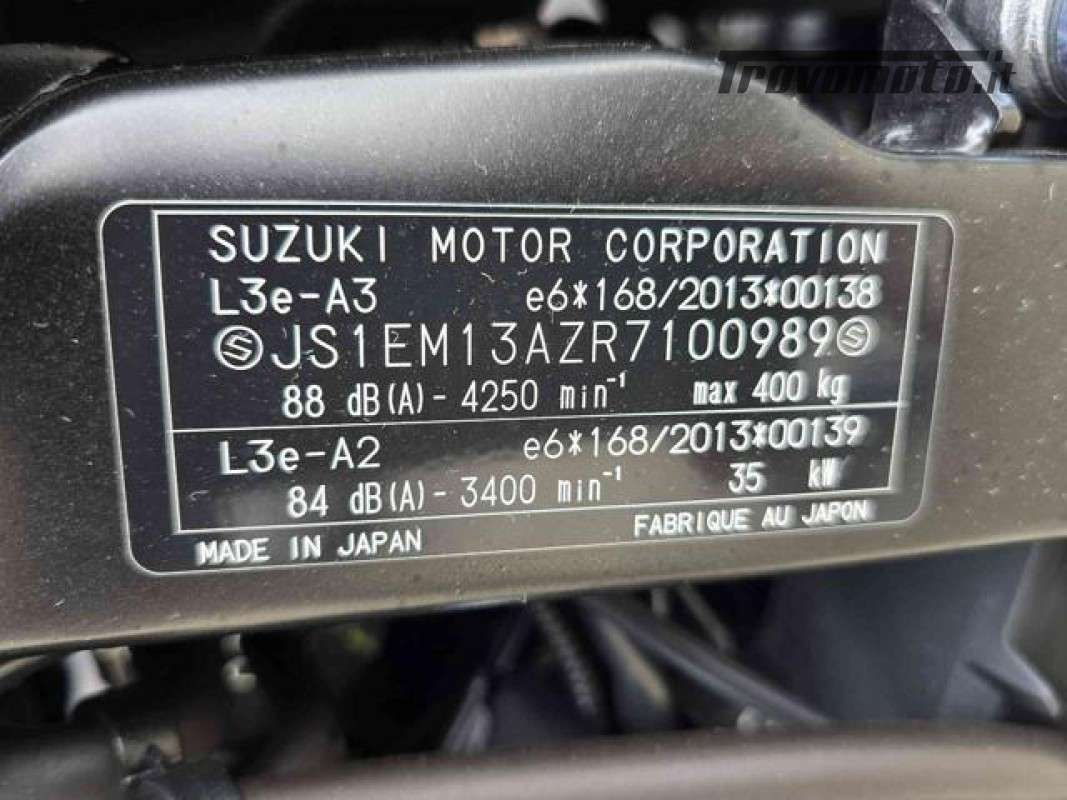 Trovomoto.it
SUZUKI MOTOR CORPORATION
L3e-A3 e6*168/2013*00138
JS1EM13AZR7100989
88 dB(A) - 4250 min⁻¹ max 400 kg
L3e-A2 e6*168/2013*00139
84 dB(A) - 3400 min⁻¹ 35 kW
MADE IN JAPAN FABRIQUE AU JAPON